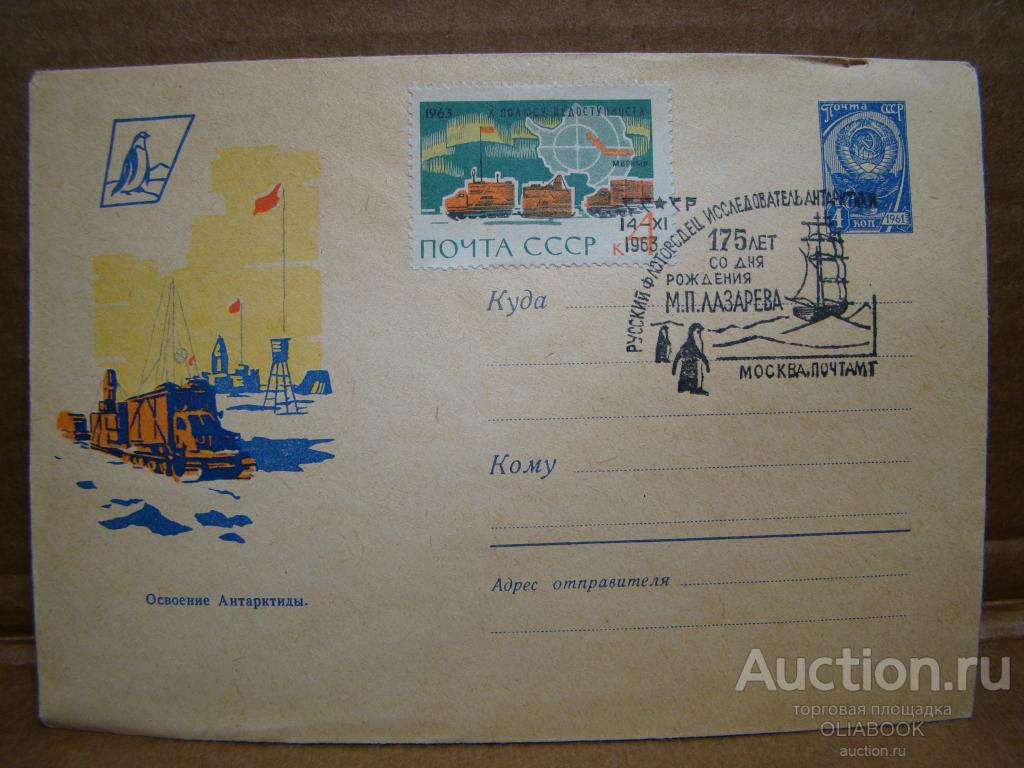 1963
К ПОЛЮСУ НЕДОСТУПНОСТИ
МИРНЫЙ
ПОЧТА СССР
К 4
Почта СССР
4 коп.
1961
СССР
14-XI
1963
РУССКИЙ ФЛОТОВОДЕЦ ИССЛЕДОВАТЕЛЬ АНТАРКТИКИ
175 ЛЕТ
СО ДНЯ
РОЖДЕНИЯ
М.П.ЛАЗАРЕВА
МОСКВА.ПОЧТАМТ
Куда
Кому
Адрес отправителя
Освоение Антарктиды.
Auction.ru
торговая площадка
OLIABOOK
auction.ru